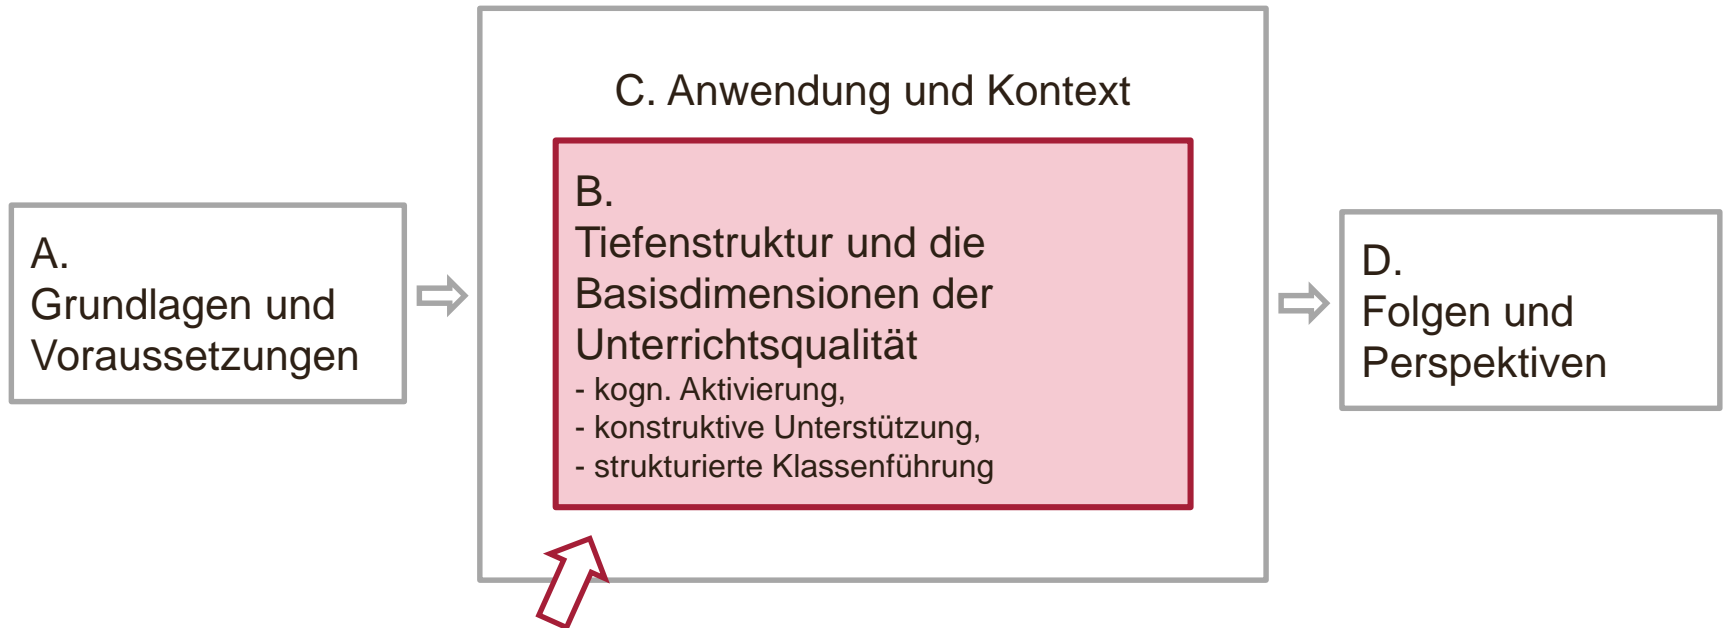 A.
Grundlagen und
Voraussetzungen
C. Anwendung und Kontext
B.
Tiefenstruktur und die
Basisdimensionen der
Unterrichtsqualität
- kogn. Aktivierung,
- konstruktive Unterstützung,
- strukturierte Klassenführung
D.
Folgen und
Perspektiven